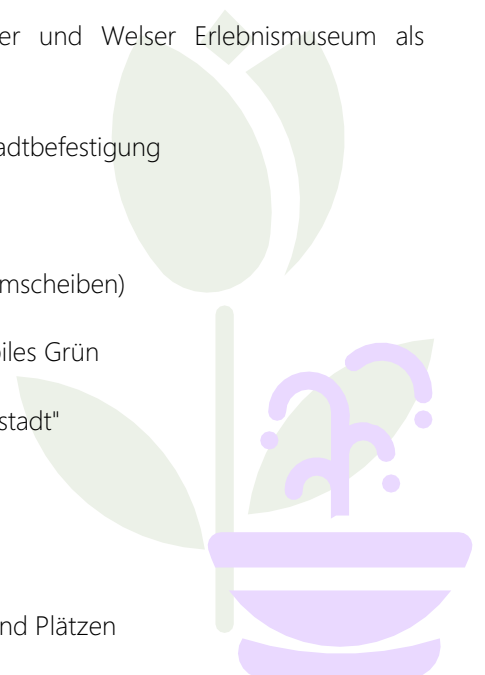 er und Welser Erlebnismuseum als
adtbefestigung
mscheiben)
iles Grün
stadt"
nd Plätzen